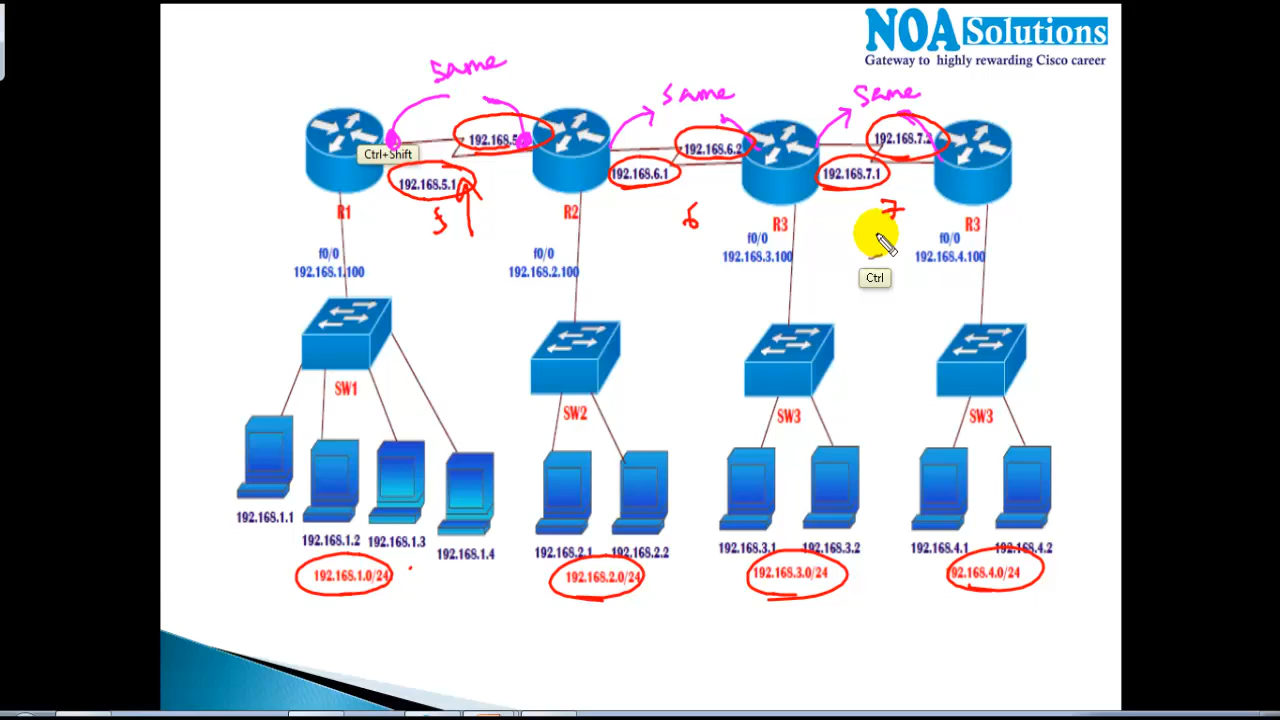 NOA Solutions
Gateway to highly rewarding Cisco career
same
same
same
192.168.5
192.168.6.2
192.168.7.2
Ctrl+Shift
192.168.5.1
192.168.6.1
192.168.7.1
R1
5
R2
6
R3
7
R3
f0/0
192.168.1.100
f0/0
192.168.2.100
f0/0
192.168.3.100
f0/0
192.168.4.100
Ctrl
SW1
SW2
SW3
SW3
192.168.1.1
192.168.1.2
192.168.1.3
192.168.1.4
192.168.2.1
192.168.2.2
192.168.3.1
192.168.3.2
192.168.4.1
192.168.4.2
192.168.1.0/24
192.168.2.0/24
192.168.3.0/24
192.168.4.0/24